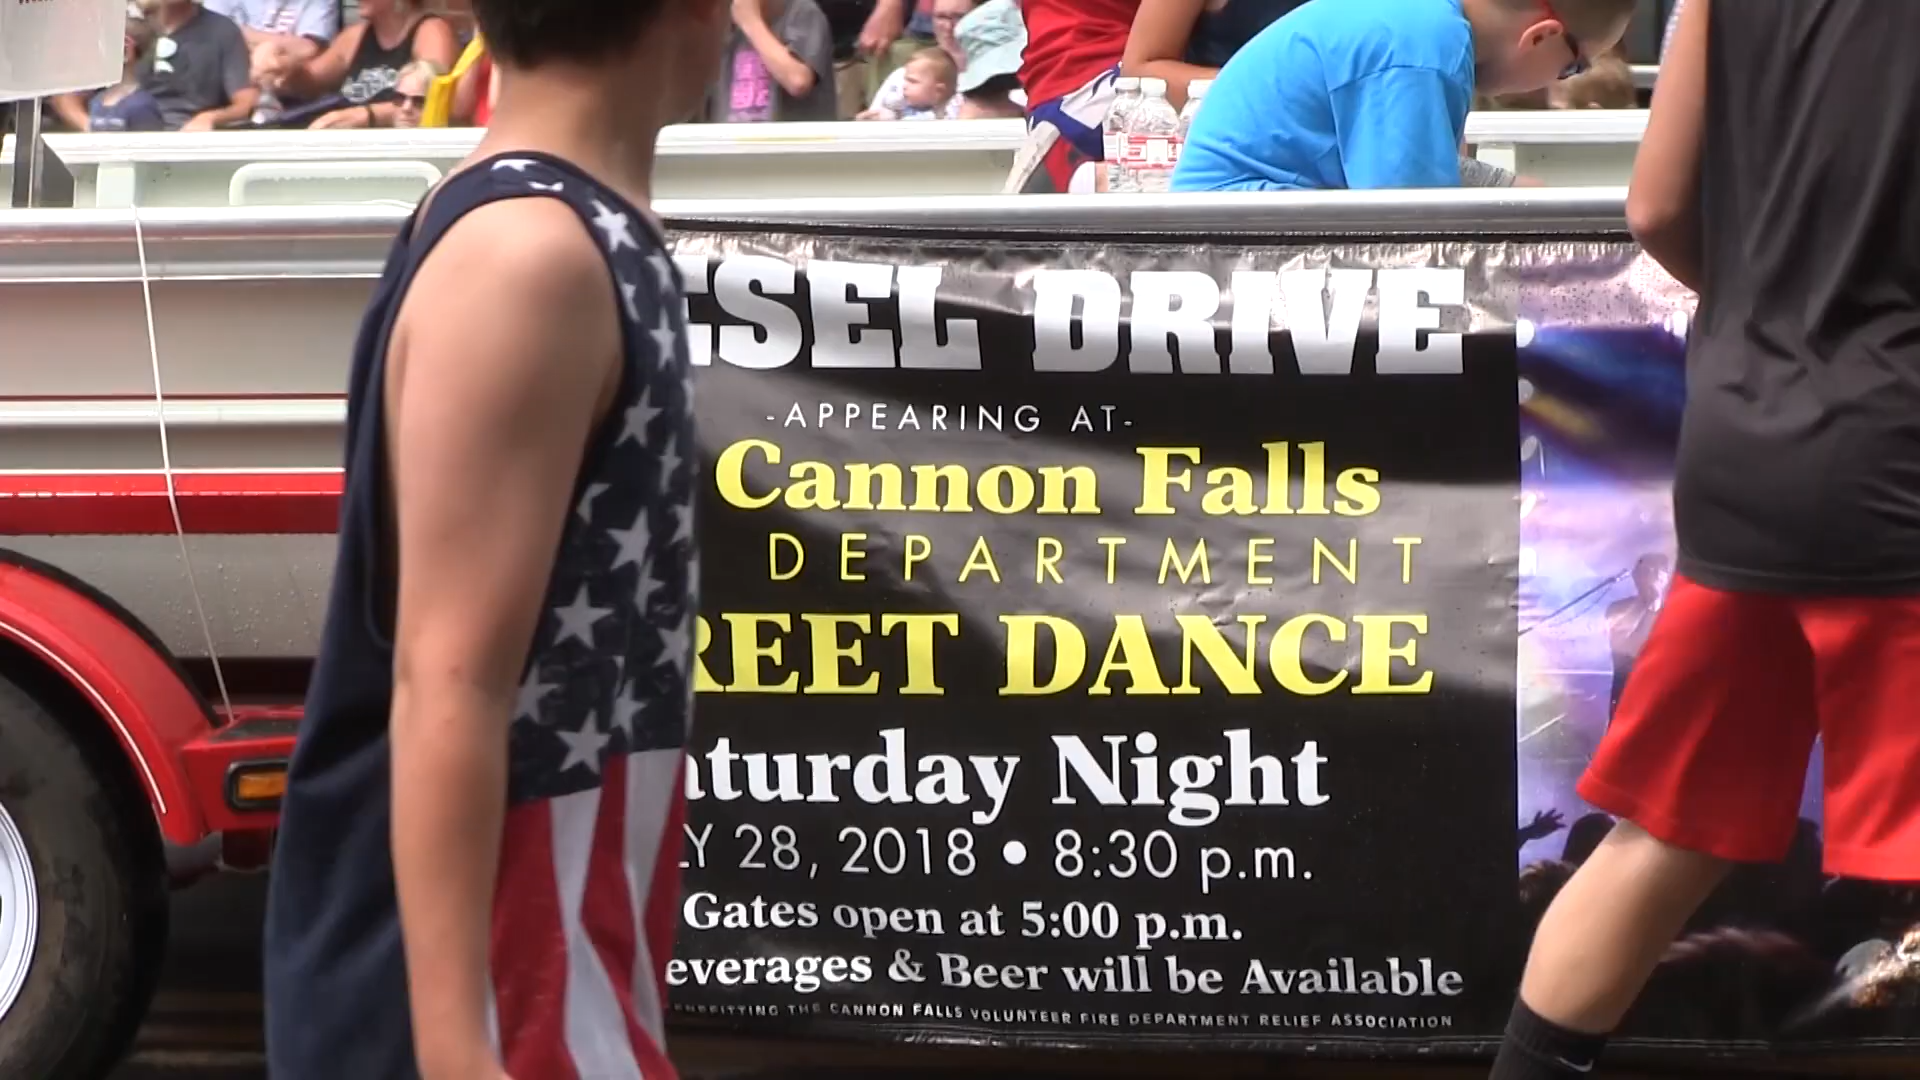 ESEL DRIVE
-APPEARING AT-
Cannon Falls
DEPARTMENT
REET DANCE
aturday Night
LY 28, 2018 • 8:30 p.m.
Gates open at 5:00 p.m.
everages & Beer will be Available
ENEFITTING THE CANNON FALLS VOLUNTEER FIRE DEPARTMENT RELIEF ASSOCIATION